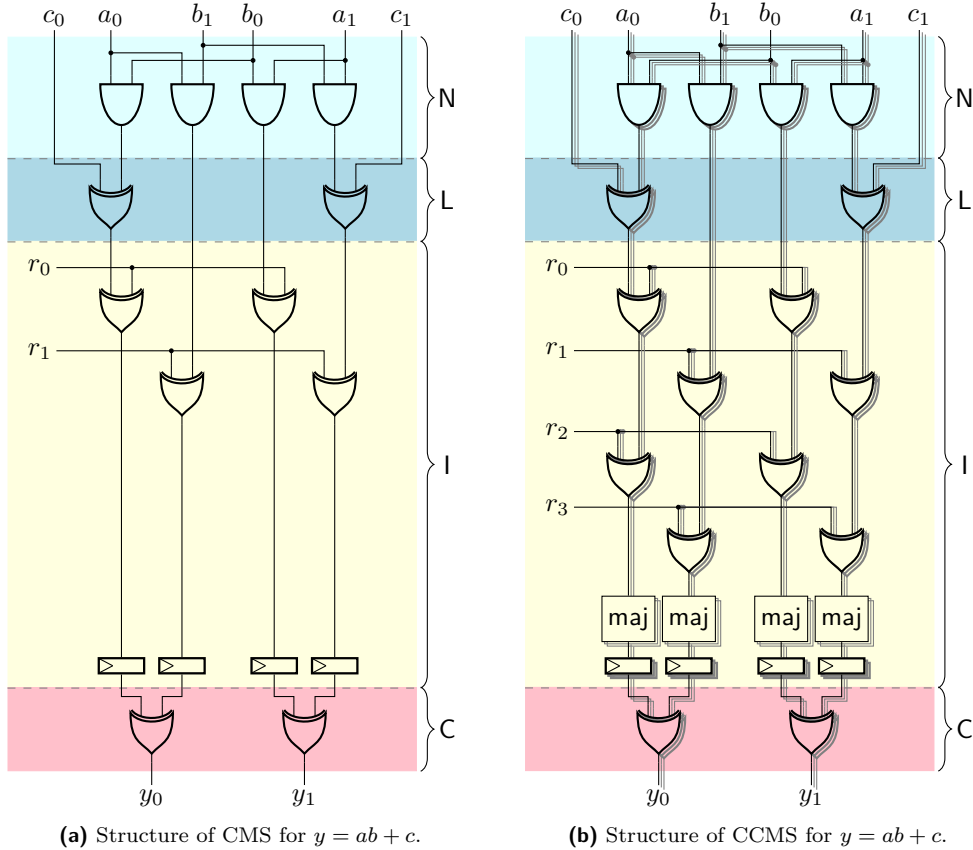 c₀ a₀ b₁ b₀ a₁ c₁
N
L
r₀
r₁
I
C
y₀ y₁
(a) Structure of CMS for y = ab + c.
c₀ a₀ b₁ b₀ a₁ c₁
N
L
r₀
r₁
r₂
r₃
I
maj maj maj maj
C
y₀ y₁
(b) Structure of CCMS for y = ab + c.